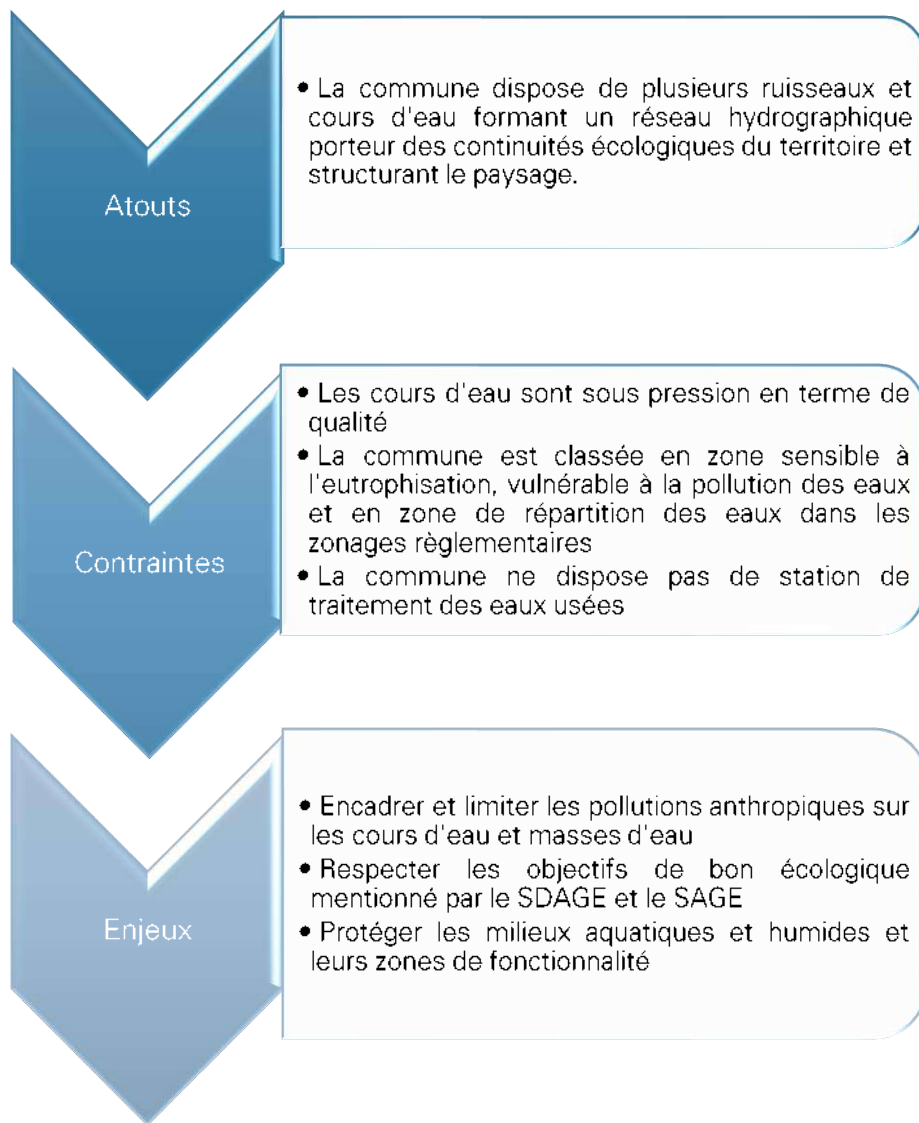 Atouts
• La commune dispose de plusieurs ruisseaux et
cours d'eau formant un réseau hydrographique
porteur des continuités écologiques du territoire et
structurant le paysage.
Contraintes
• Les cours d'eau sont sous pression en terme de
qualité
• La commune est classée en zone sensible à
l'eutrophisation, vulnérable à la pollution des eaux
et en zone de répartition des eaux dans les
zonages règlementaires
• La commune ne dispose pas de station de
traitement des eaux usées
Enjeux
• Encadrer et limiter les pollutions anthropiques sur
les cours d'eau et masses d'eau
• Respecter les objectifs de bon écologique
mentionné par le SDAGE et le SAGE
• Protéger les milieux aquatiques et humides et
leurs zones de fonctionnalité